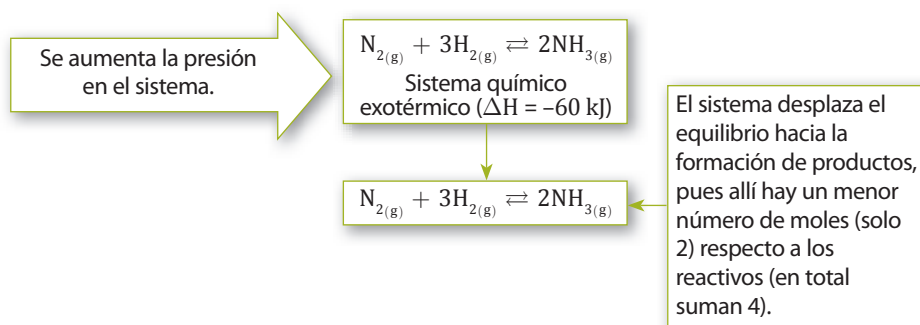 Se aumenta la presión
en el sistema.
N2(g) + 3H2(g) ⇄ 2NH3(g)
Sistema químico
exotérmico (ΔH = –60 kJ)
N2(g) + 3H2(g) ⇄ 2NH3(g)
El sistema desplaza el
equilibrio hacia la
formación de productos,
pues allí hay un menor
número de moles (solo
2) respecto a los
reactivos (en total
suman 4).